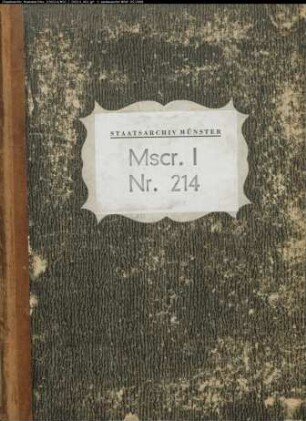 STAATSARCHIV MÜNSTER
Mscr. I
Nr. 214